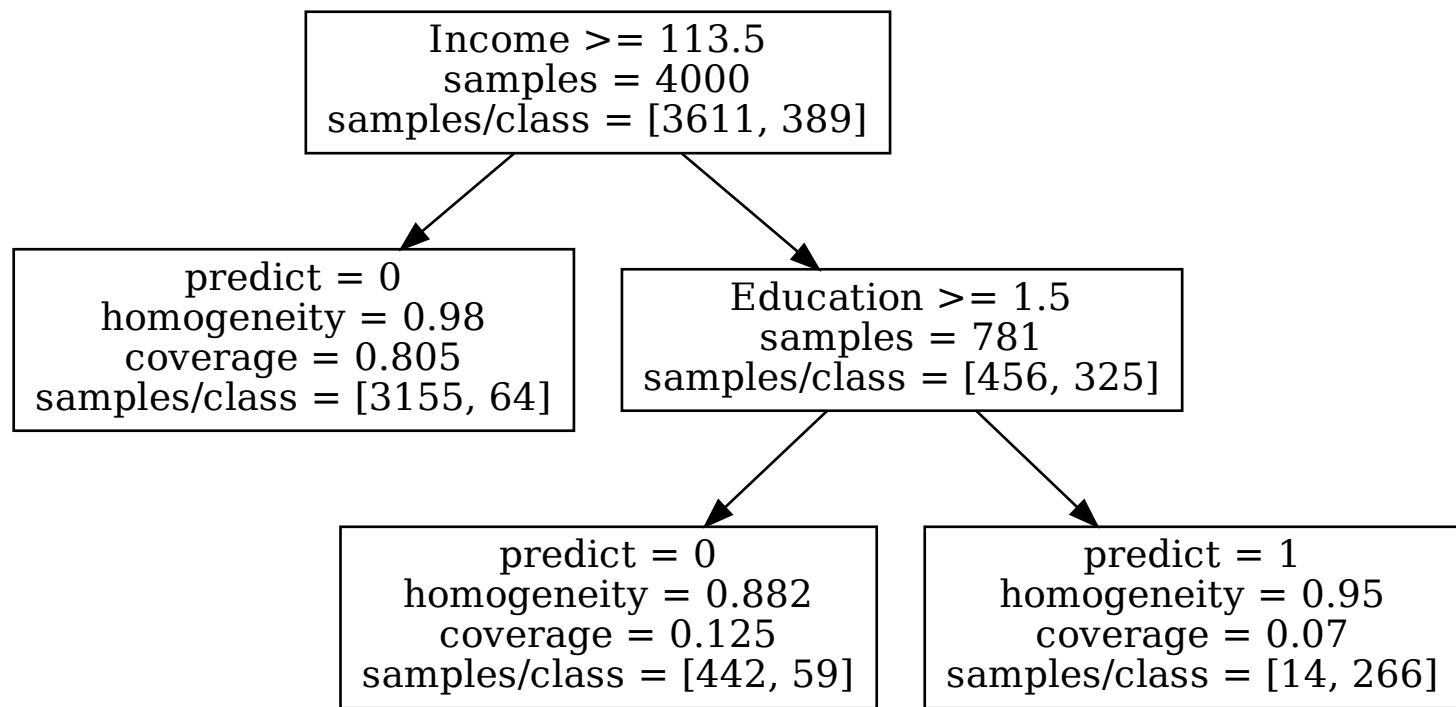 Income >= 113.5
samples = 4000
samples/class = [3611, 389]
predict = 0
homogeneity = 0.98
coverage = 0.805
samples/class = [3155, 64]
Education >= 1.5
samples = 781
samples/class = [456, 325]
predict = 0
homogeneity = 0.882
coverage = 0.125
samples/class = [442, 59]
predict = 1
homogeneity = 0.95
coverage = 0.07
samples/class = [14, 266]